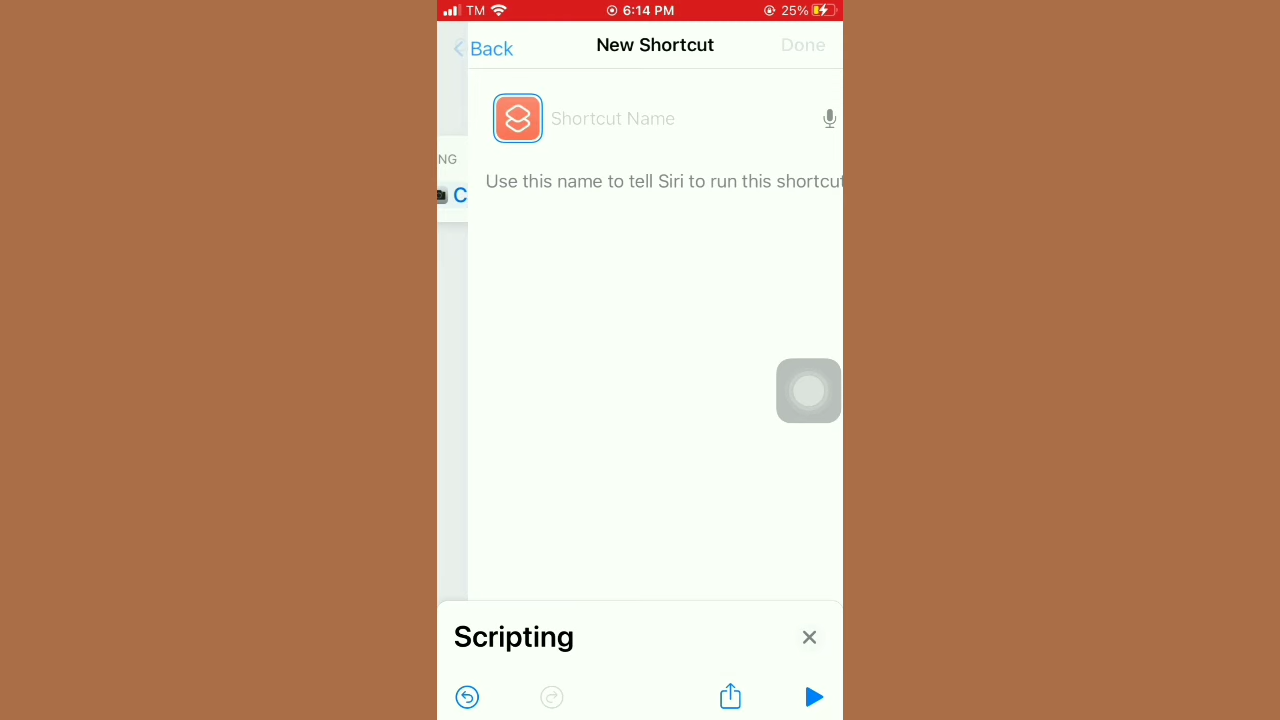 TM 6:14 PM 25%
Back New Shortcut Done
Shortcut Name
NG
Use this name to tell Siri to run this shortcut
C
Scripting